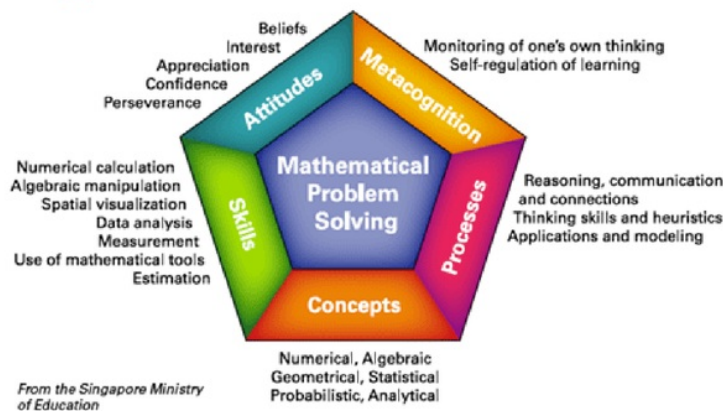 Beliefs
Interest
Appreciation
Confidence
Perseverance
Attitudes
Metacognition
Monitoring of one's own thinking
Self-regulation of learning
Mathematical
Problem
Solving
Numerical calculation
Algebraic manipulation
Spatial visualization
Data analysis
Measurement
Use of mathematical tools
Estimation
Skills
Processes
Reasoning, communication
and connections
Thinking skills and heuristics
Applications and modeling
Concepts
Numerical, Algebraic
Geometrical, Statistical
Probabilistic, Analytical
From the Singapore Ministry
of Education